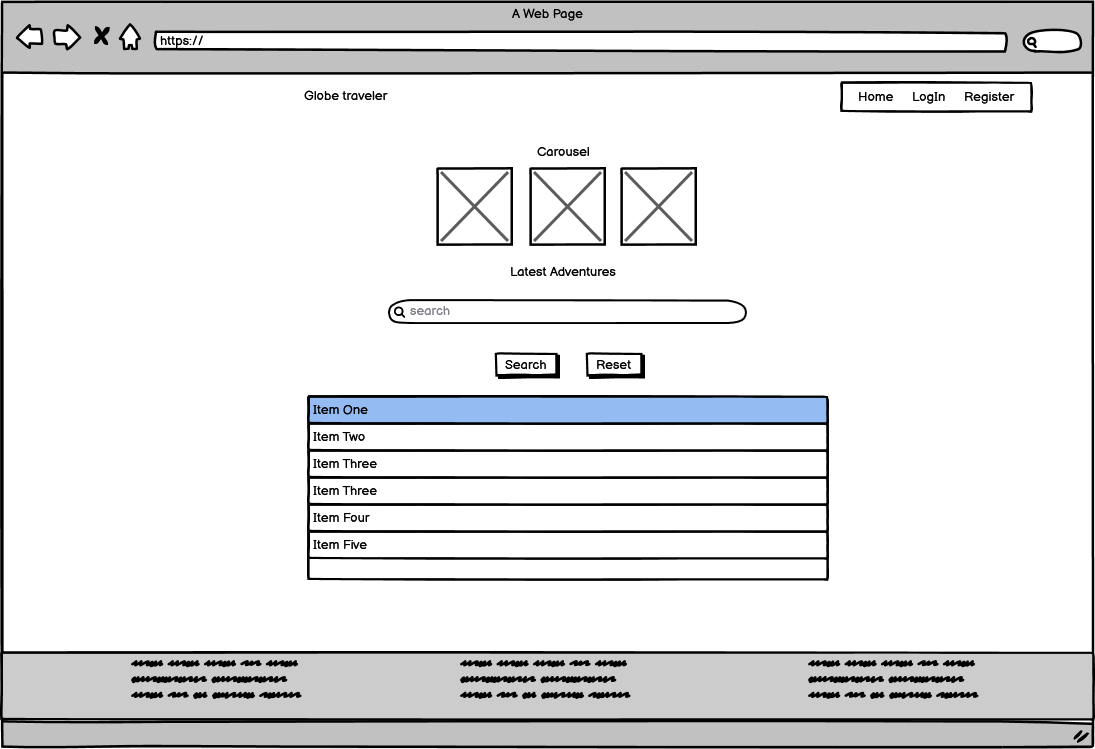 A Web Page
https://
Globe traveler
Home LogIn Register
Carousel
Latest Adventures
search
Search Reset
Item One
Item Two
Item Three
Item Three
Item Four
Item Five